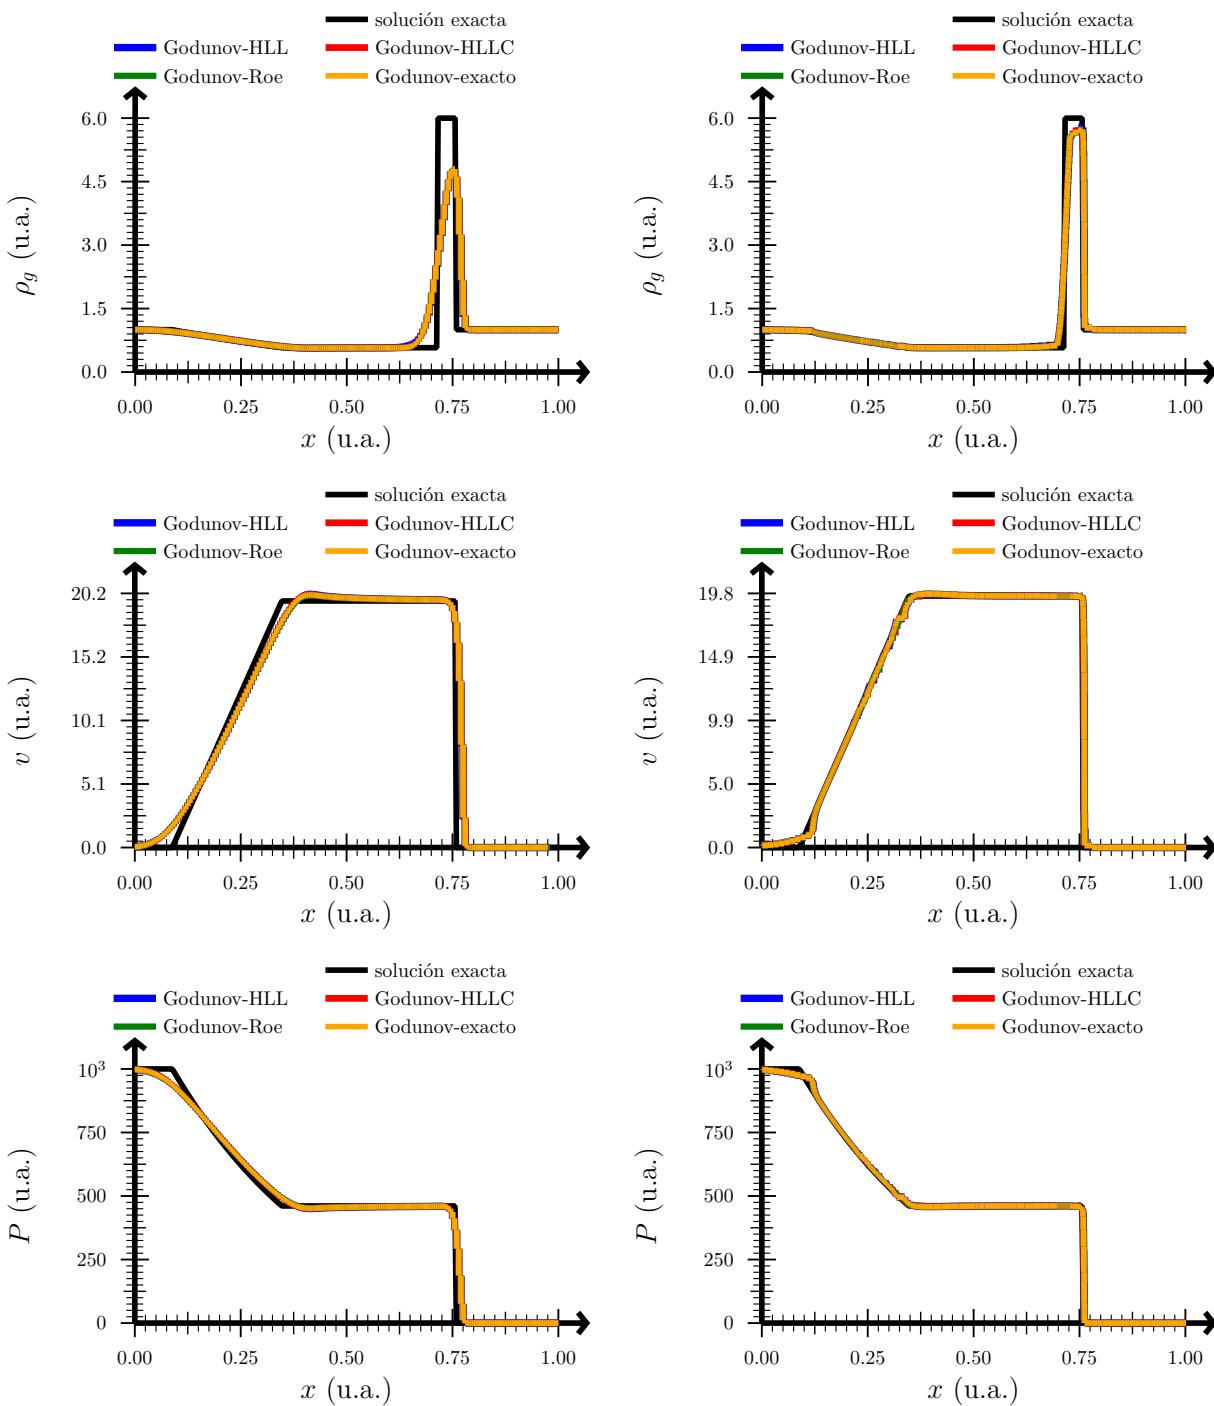 solución exacta
Godunov-HLL Godunov-HLLC
Godunov-Roe Godunov-exacto
6.0
4.5
3.0
1.5
0.0
ρg (u.a.)
0.00 0.25 0.50 0.75 1.00
x (u.a.)
solución exacta
Godunov-HLL Godunov-HLLC
Godunov-Roe Godunov-exacto
6.0
4.5
3.0
1.5
0.0
ρg (u.a.)
0.00 0.25 0.50 0.75 1.00
x (u.a.)
solución exacta
Godunov-HLL Godunov-HLLC
Godunov-Roe Godunov-exacto
20.2
15.2
10.1
5.1
0.0
v (u.a.)
0.00 0.25 0.50 0.75 1.00
x (u.a.)
solución exacta
Godunov-HLL Godunov-HLLC
Godunov-Roe Godunov-exacto
19.8
14.9
9.9
5.0
0.0
v (u.a.)
0.00 0.25 0.50 0.75 1.00
x (u.a.)
solución exacta
Godunov-HLL Godunov-HLLC
Godunov-Roe Godunov-exacto
10³
750
500
250
0
P (u.a.)
0.00 0.25 0.50 0.75 1.00
x (u.a.)
solución exacta
Godunov-HLL Godunov-HLLC
Godunov-Roe Godunov-exacto
10³
750
500
250
0
P (u.a.)
0.00 0.25 0.50 0.75 1.00
x (u.a.)